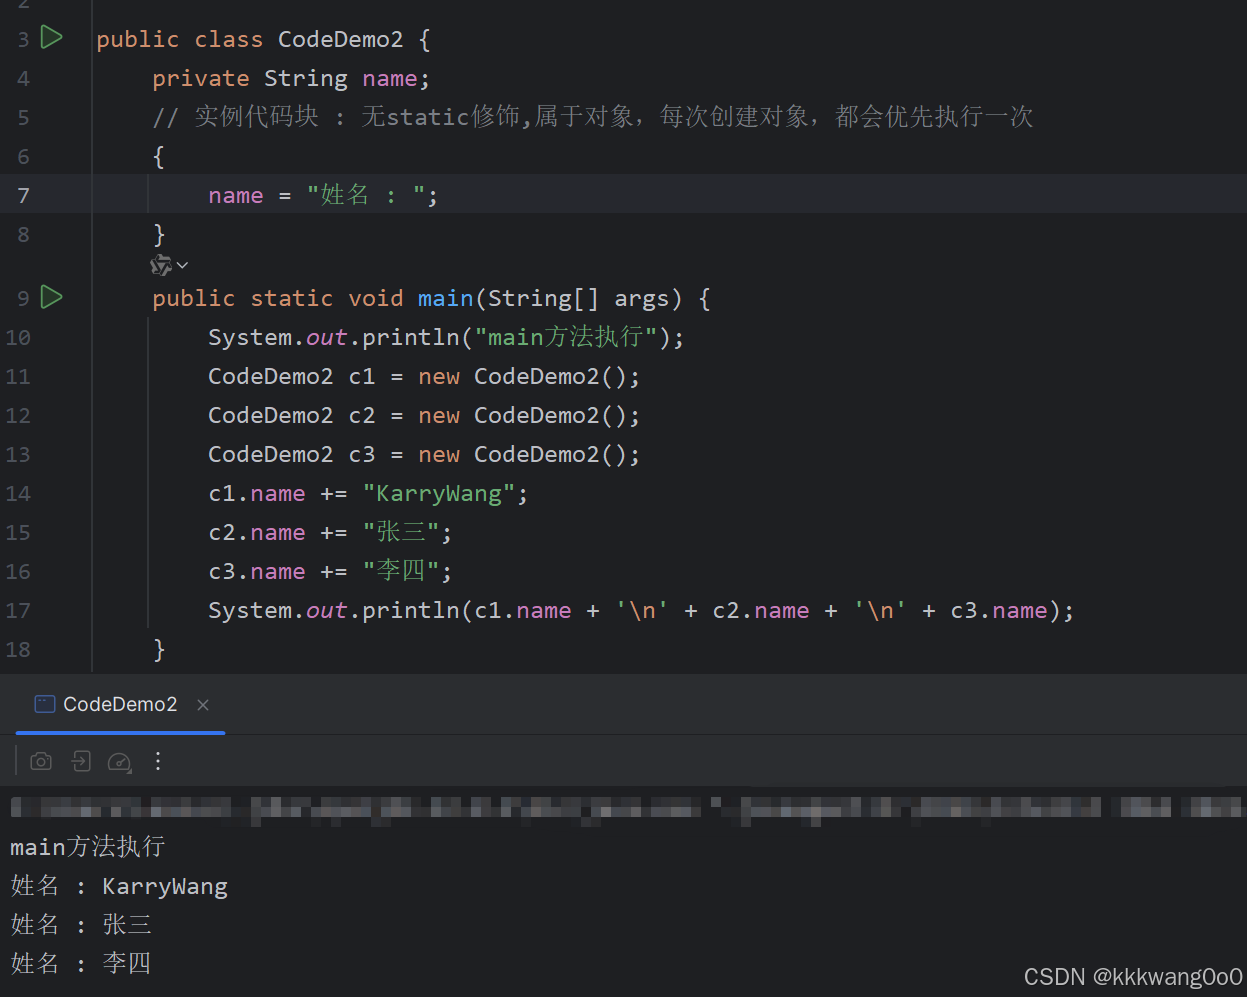 2
3 public class CodeDemo2 {
4 private String name;
5 // 实例代码块 : 无static修饰,属于对象, 每次创建对象, 都会优先执行一次
6 {
7 name = "姓名 : ";
8 }
9 public static void main(String[] args) {
10 System.out.println("main方法执行");
11 CodeDemo2 c1 = new CodeDemo2();
12 CodeDemo2 c2 = new CodeDemo2();
13 CodeDemo2 c3 = new CodeDemo2();
14 c1.name += "KarryWang";
15 c2.name += "张三";
16 c3.name += "李四";
17 System.out.println(c1.name + '\n' + c2.name + '\n' + c3.name);
18 }
CodeDemo2
main方法执行
姓名 : KarryWang
姓名 : 张三
姓名 : 李四
CSDN @kkkwang0o0